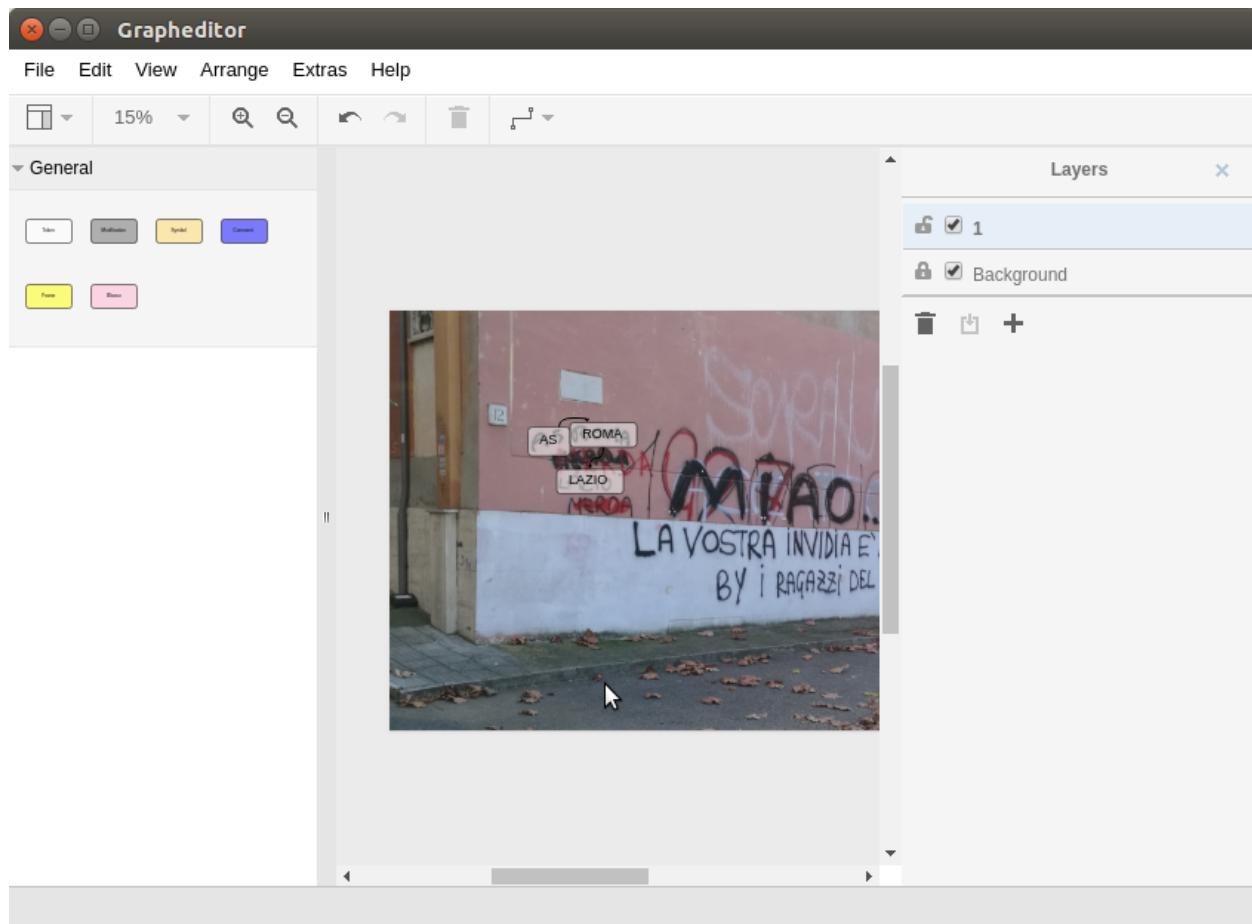 Grapheditor
File Edit View Arrange Extras Help
15%
General
Layers
1
Background
12
AS ROMA
LAZIO
MERDA
MIAO..
LA VOSTRA INVIDIA E'
BY I RAGAZZI DEL